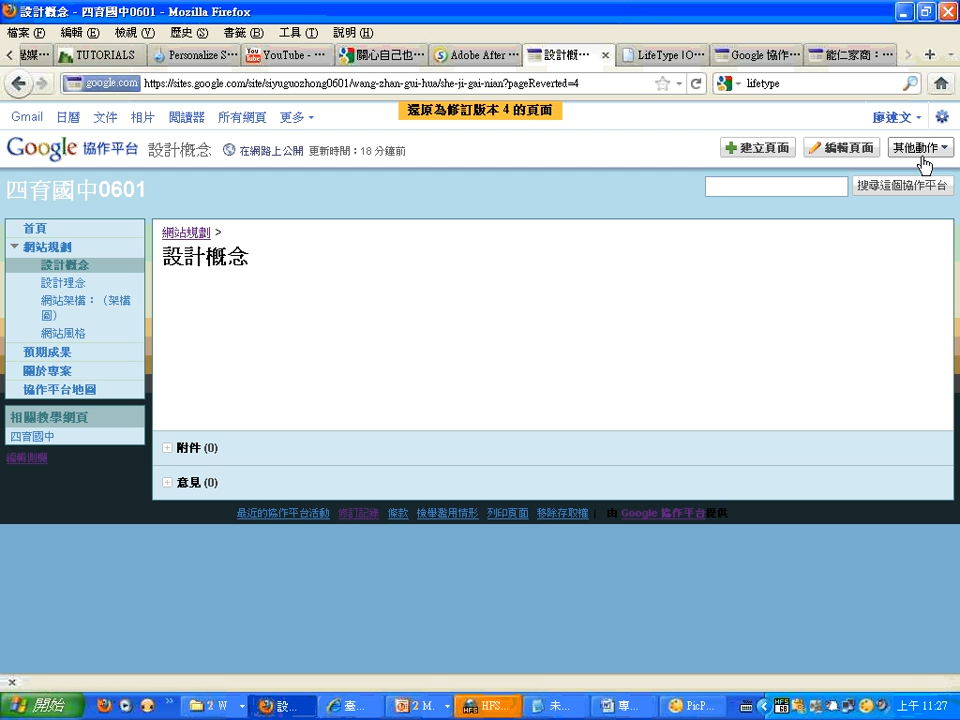 設計概念 - 四育國中0601 - Mozilla Firefox
檔案 (F) 編輯 (E) 檢視 (V) 歷史 (S) 書籤 (B) 工具 (T) 說明 (H)
TUTORIALS Personalize S… YouTube - … 關心自己也… Adobe After … 設計概… LifeType IO… Google 協作… 能仁家商：…
google.com https://sites.google.com/site/siyuguozhong0601/wang-zhan-gui-hua/she-ji-gai-nian?pageReverted=4 lifetype
還原為修訂版本 4 的頁面
Gmail 日曆 文件 相片 閱讀器 所有網頁 更多 廖建文
Google 協作平台 設計概念 在網路上公開 更新時間：18 分鐘前 建立頁面 編輯頁面 其他動作
四育國中0601 搜尋這個協作平台
首頁
網站規劃
設計概念
設計理念
網站架構：（架構圖）
網站風格
預期成果
關於專案
協作平台地圖
相關教學網頁
四育國中
編輯側欄
網站規劃 >
設計概念
附件 (0)
意見 (0)
最近的協作平台活動 修訂記錄 條款 檢舉濫用情形 列印頁面 移除存取權 | 由 Google 協作平台提供
開始 2 W 設… 臺… 2 M. HFS… 未… 專… PicP… 上午 11:27